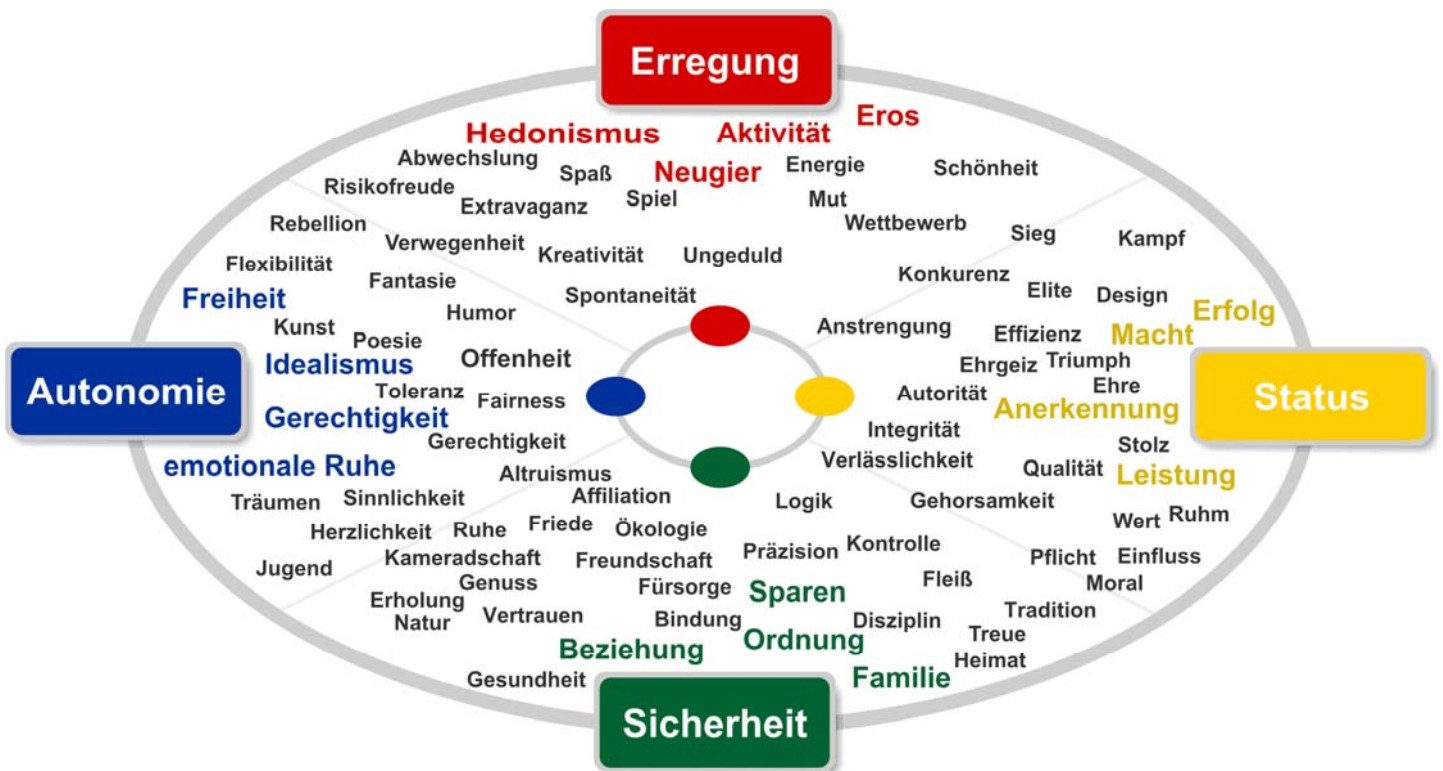 Erregung
Eros
Hedonismus
Aktivität
Abwechslung
Spaß
Neugier
Energie
Schönheit
Risikofreude
Extravaganz
Spiel
Mut
Rebellion
Wettbewerb
Verwegenheit
Kreativität
Ungeduld
Sieg
Kampf
Flexibilität
Fantasie
Konkurenz
Freiheit
Spontaneität
Elite
Design
Humor
Erfolg
Kunst
Poesie
Anstrengung
Effizienz
Macht
Idealismus
Offenheit
Ehrgeiz
Triumph
Autonomie
Toleranz
Fairness
Autorität
Ehre
Status
Gerechtigkeit
Anerkennung
Gerechtigkeit
Integrität
Stolz
emotionale Ruhe
Altruismus
Verlässlichkeit
Qualität
Leistung
Träumen
Sinnlichkeit
Affiliation
Logik
Gehorsamkeit
Herzlichkeit
Ruhe
Friede
Ökologie
Wert
Ruhm
Jugend
Kameradschaft
Freundschaft
Präzision
Kontrolle
Pflicht
Einfluss
Genuss
Fürsorge
Sparen
Fleiß
Moral
Erholung
Natur
Vertrauen
Bindung
Disziplin
Tradition
Beziehung
Ordnung
Treue
Heimat
Gesundheit
Familie
Sicherheit